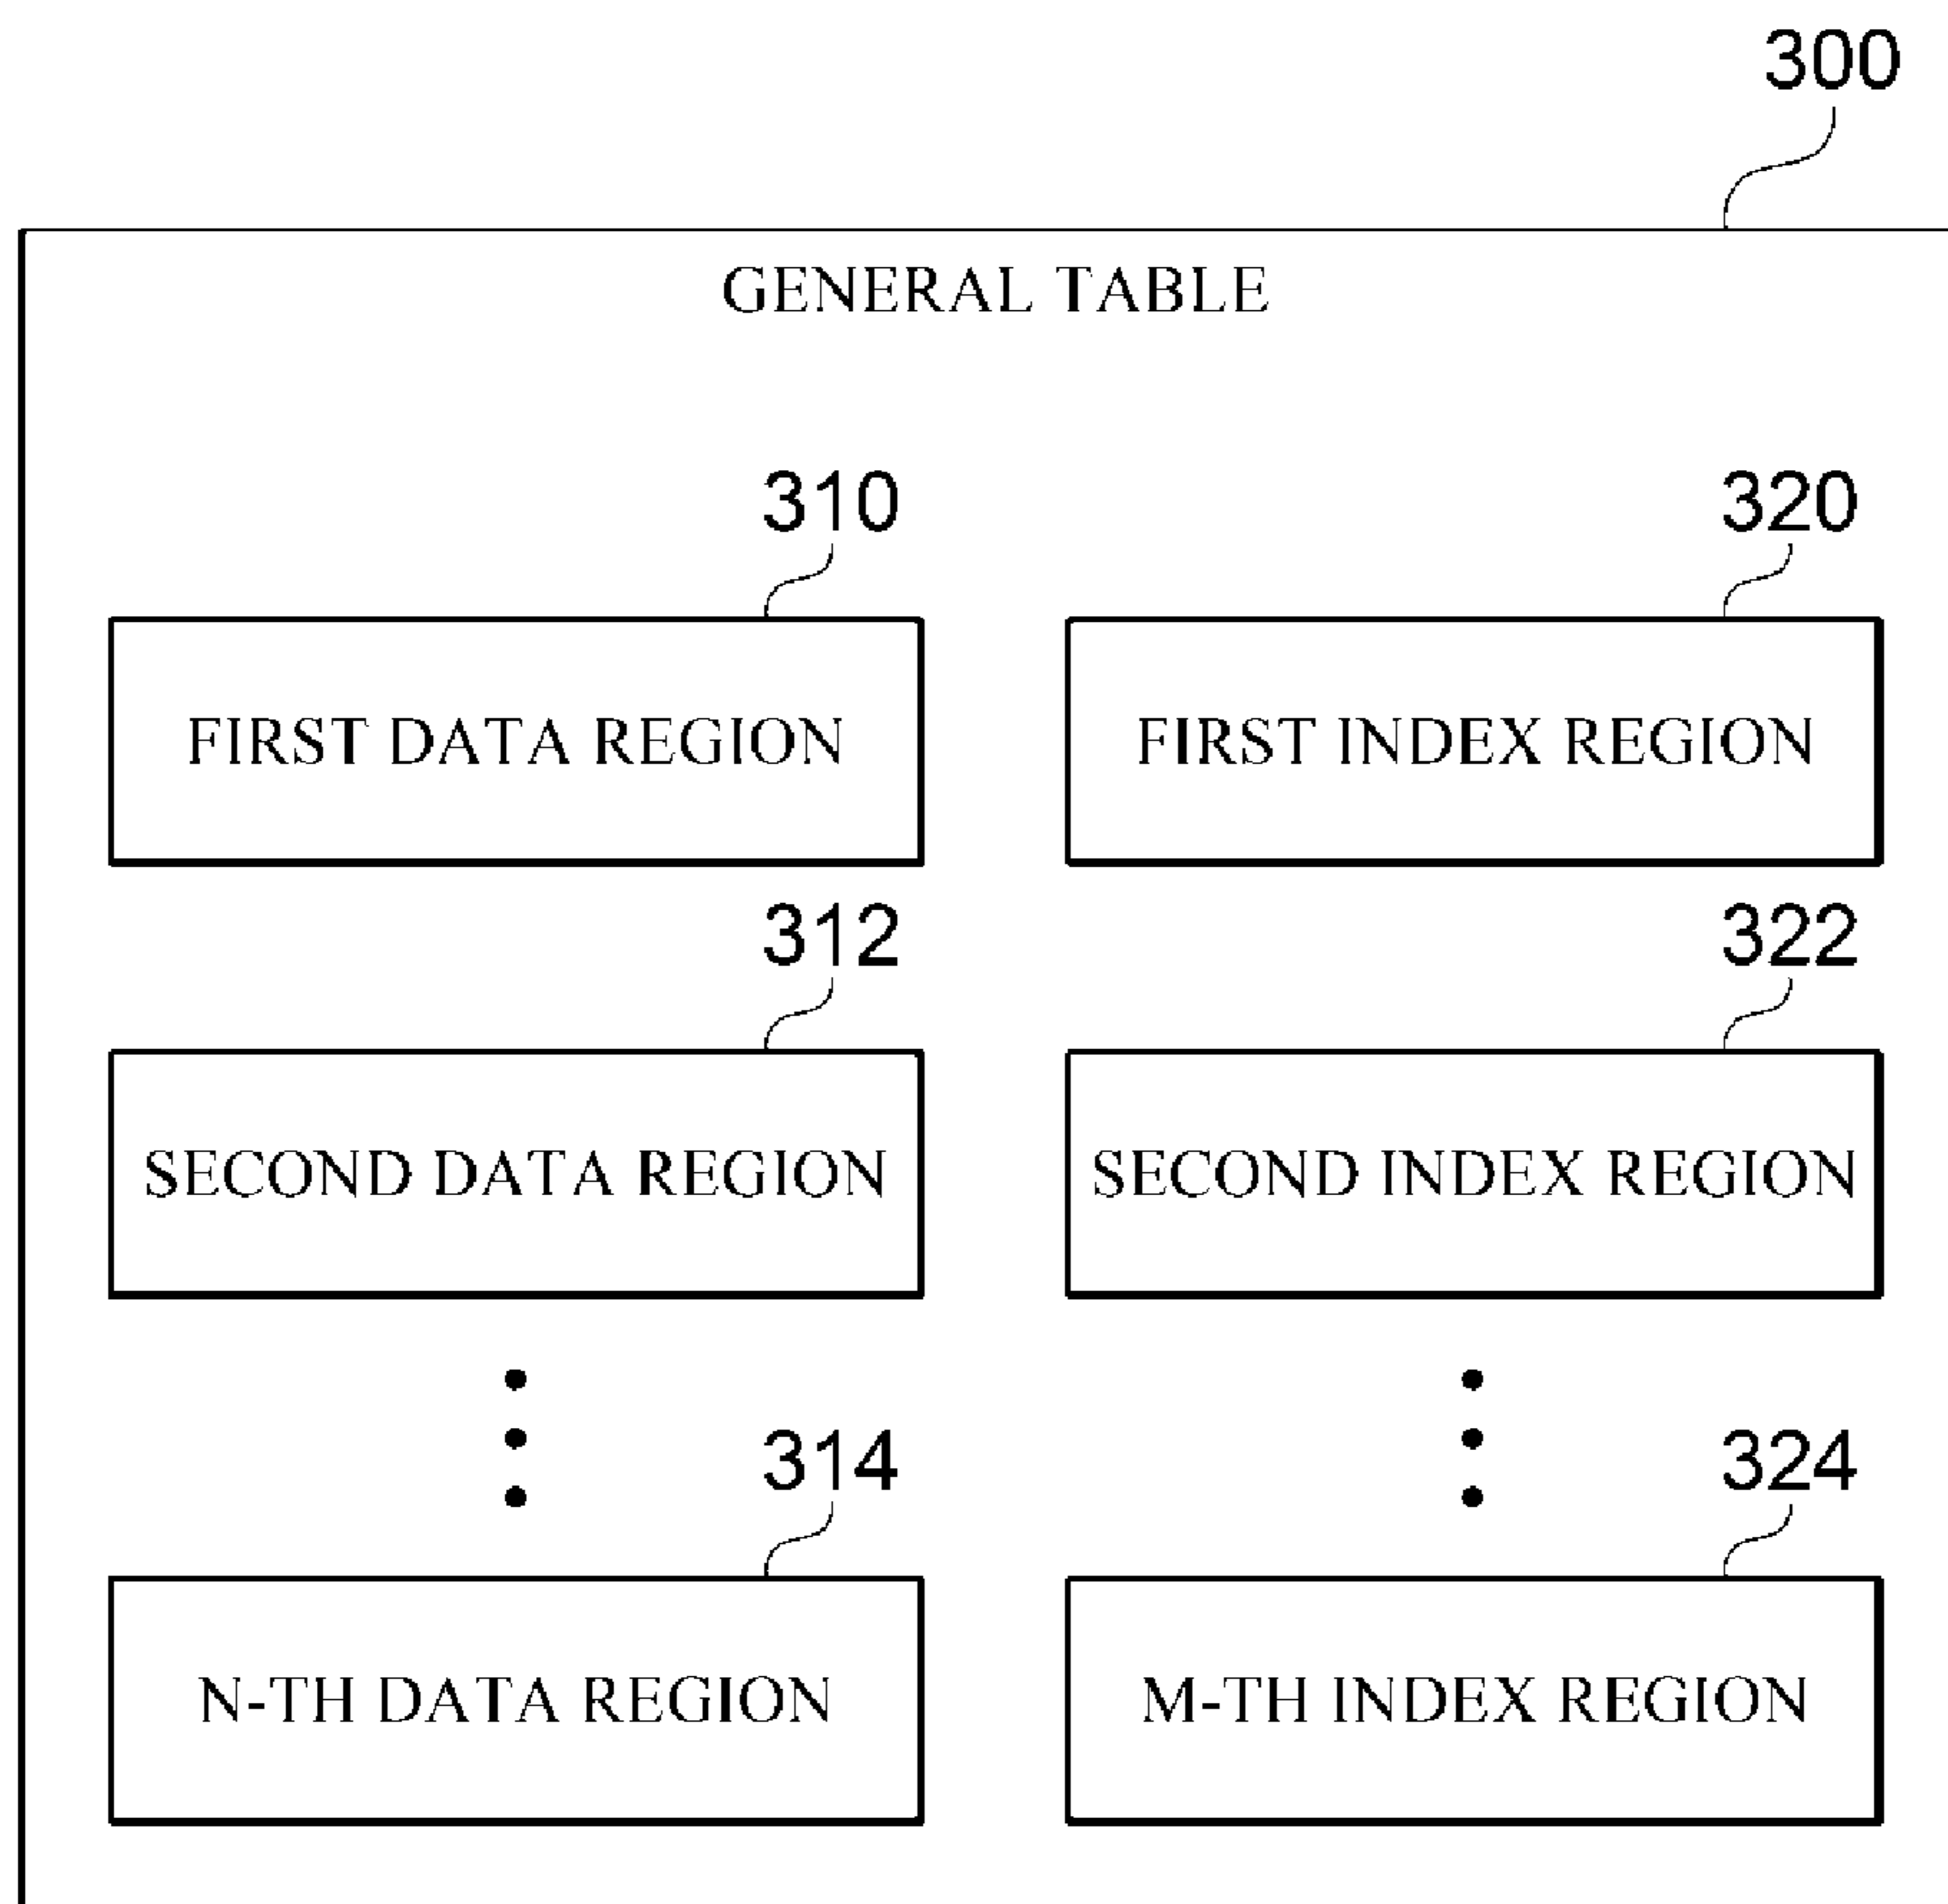 300
GENERAL TABLE
310
320
FIRST DATA REGION
FIRST INDEX REGION
312
322
SECOND DATA REGION
SECOND INDEX REGION
314
324
N-TH DATA REGION
M-TH INDEX REGION